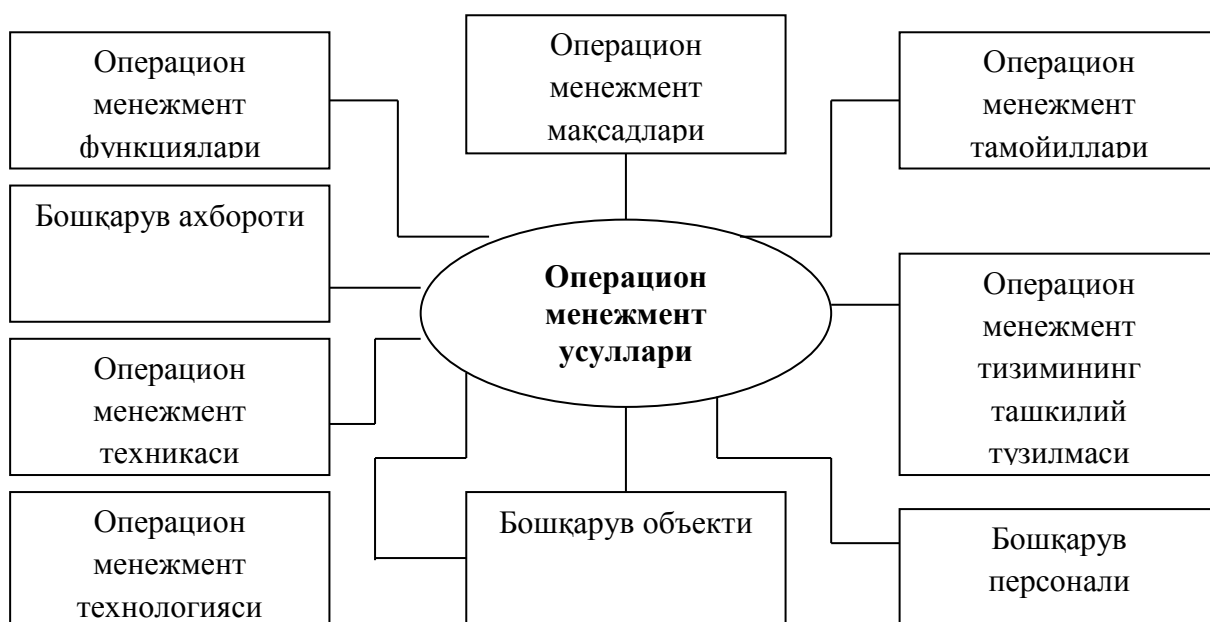 Операцион
менежмент
функциялари
Операцион
менежмент
мақсадлари
Операцион
менежмент
тамойиллари
Бошқарув ахбороти
Операцион
менежмент
усуллари
Операцион
менежмент
тизимининг
ташкилий
тузилмаси
Операцион
менежмент
техникаси
Операцион
менежмент
технологияси
Бошқарув объекти
Бошқарув
персонали